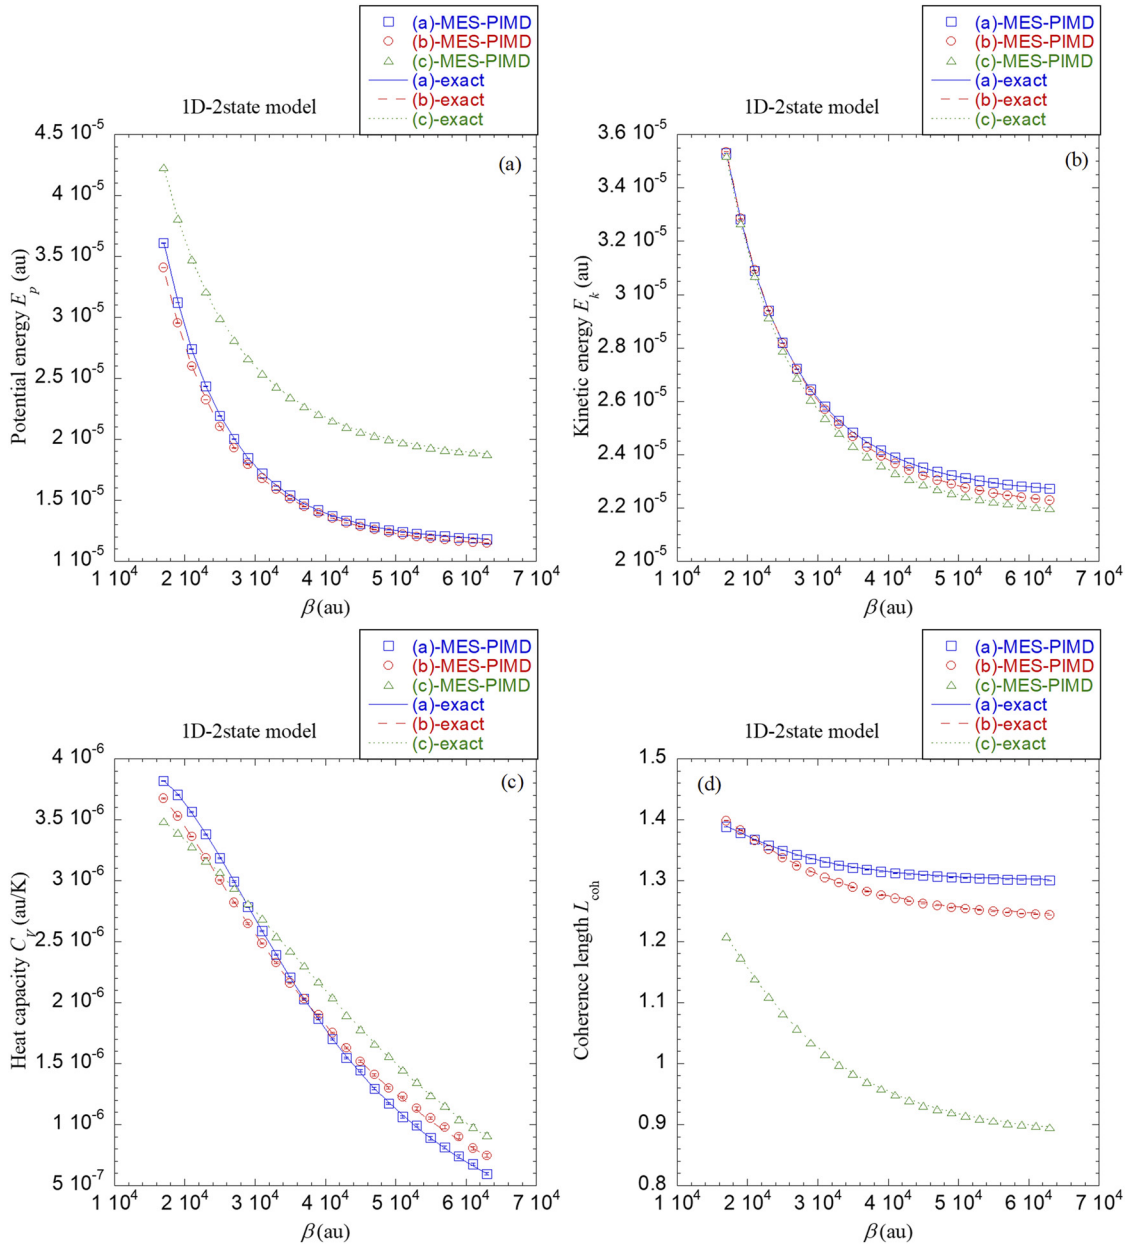 (a)-MES-PIMD
(b)-MES-PIMD
(c)-MES-PIMD
(a)-exact
(b)-exact
(c)-exact
1D-2state model
(a)
4.5 10-5
4 10-5
3.5 10-5
3 10-5
2.5 10-5
2 10-5
1.5 10-5
1 10-5
Potential energy Ep (au)
1 104 2 104 3 104 4 104 5 104 6 104 7 104
β (au)
(a)-MES-PIMD
(b)-MES-PIMD
(c)-MES-PIMD
(a)-exact
(b)-exact
(c)-exact
1D-2state model
(b)
3.6 10-5
3.4 10-5
3.2 10-5
3 10-5
2.8 10-5
2.6 10-5
2.4 10-5
2.2 10-5
2 10-5
Kinetic energy Ek (au)
1 104 2 104 3 104 4 104 5 104 6 104 7 104
β (au)
(a)-MES-PIMD
(b)-MES-PIMD
(c)-MES-PIMD
(a)-exact
(b)-exact
(c)-exact
1D-2state model
(c)
4 10-6
3.5 10-6
3 10-6
2.5 10-6
2 10-6
1.5 10-6
1 10-6
5 10-7
Heat capacity CV (au/K)
1 104 2 104 3 104 4 104 5 104 6 104 7 104
β (au)
(a)-MES-PIMD
(b)-MES-PIMD
(c)-MES-PIMD
(a)-exact
(b)-exact
(c)-exact
1D-2state model
(d)
1.5
1.4
1.3
1.2
1.1
1
0.9
0.8
Coherence length Lcoh
1 104 2 104 3 104 4 104 5 104 6 104 7 104
β (au)